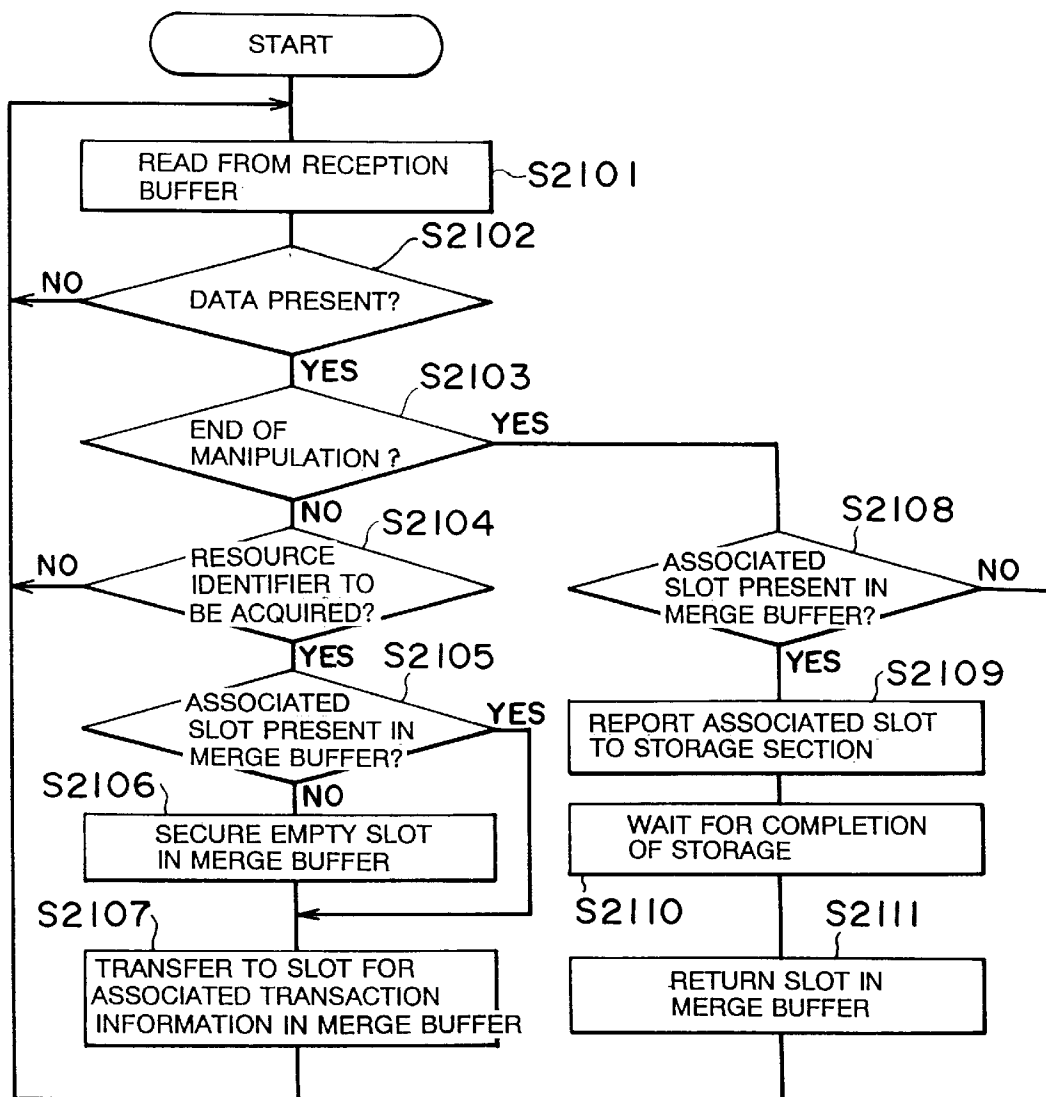 START
READ FROM RECEPTION
BUFFER
S2101
S2102
NO
DATA PRESENT?
YES
S2103
END OF
MANIPULATION ?
YES
NO
S2104
NO
RESOURCE
IDENTIFIER TO
BE ACQUIRED?
YES
S2105
ASSOCIATED
SLOT PRESENT IN
MERGE BUFFER?
YES
NO
S2106
SECURE EMPTY SLOT
IN MERGE BUFFER
S2107
TRANSFER TO SLOT FOR
ASSOCIATED TRANSACTION
INFORMATION IN MERGE BUFFER
S2108
ASSOCIATED
SLOT PRESENT IN
MERGE BUFFER?
NO
YES
S2109
REPORT ASSOCIATED SLOT
TO STORAGE SECTION
WAIT FOR COMPLETION
OF STORAGE
S2110
S2111
RETURN SLOT IN
MERGE BUFFER